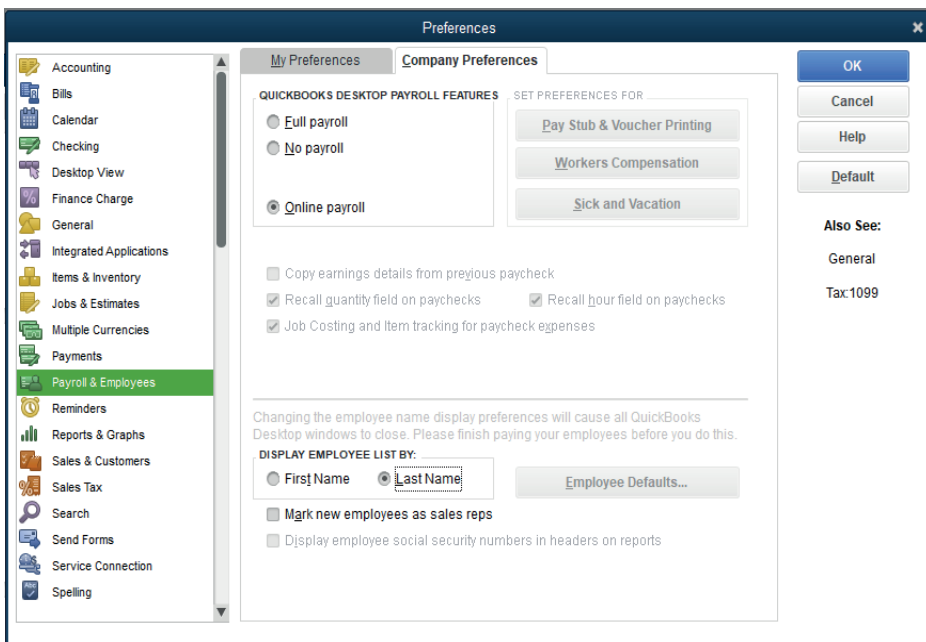 Preferences
Accounting
Bills
Calendar
Checking
Desktop View
Finance Charge
General
Integrated Applications
Items & Inventory
Jobs & Estimates
Multiple Currencies
Payments
Payroll & Employees
Reminders
Reports & Graphs
Sales & Customers
Sales Tax
Search
Send Forms
Service Connection
Spelling
My Preferences
Company Preferences
QUICKBOOKS DESKTOP PAYROLL FEATURES
Full payroll
No payroll
Online payroll
SET PREFERENCES FOR
Pay Stub & Voucher Printing
Workers Compensation
Sick and Vacation
Copy earnings details from previous paycheck
Recall quantity field on paychecks
Recall hour field on paychecks
Job Costing and Item tracking for paycheck expenses
Changing the employee name display preferences will cause all QuickBooks
Desktop windows to close. Please finish paying your employees before you do this.
DISPLAY EMPLOYEE LIST BY:
First Name
Last Name
Employee Defaults...
Mark new employees as sales reps
Display employee social security numbers in headers on reports
OK
Cancel
Help
Default
Also See:
General
Tax:1099